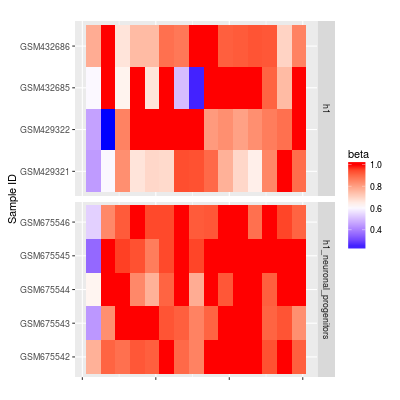 Sample ID
GSM432686
GSM432685
GSM429322
GSM429321
h1
GSM675546
GSM675545
GSM675544
GSM675543
GSM675542
h1_neuronal_progenitors
beta
1.0
0.8
0.6
0.4